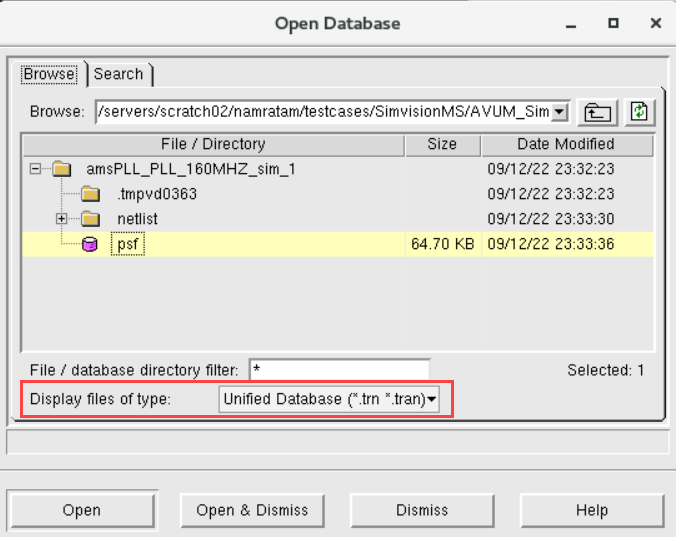 Open Database
Browse Search
Browse: /servers/scratch02/namratam/testcases/SimvisionMS/AVUM_Sim
File / Directory Size Date Modified
amsPLL_PLL_160MHZ_sim_1 09/12/22 23:32:23
.tmpvd0363 09/12/22 23:32:23
netlist 09/12/22 23:33:30
psf 64.70 KB 09/12/22 23:33:36
File / database directory filter: * Selected: 1
Display files of type: Unified Database (*.trn *.tran)
Open Open & Dismiss Dismiss Help